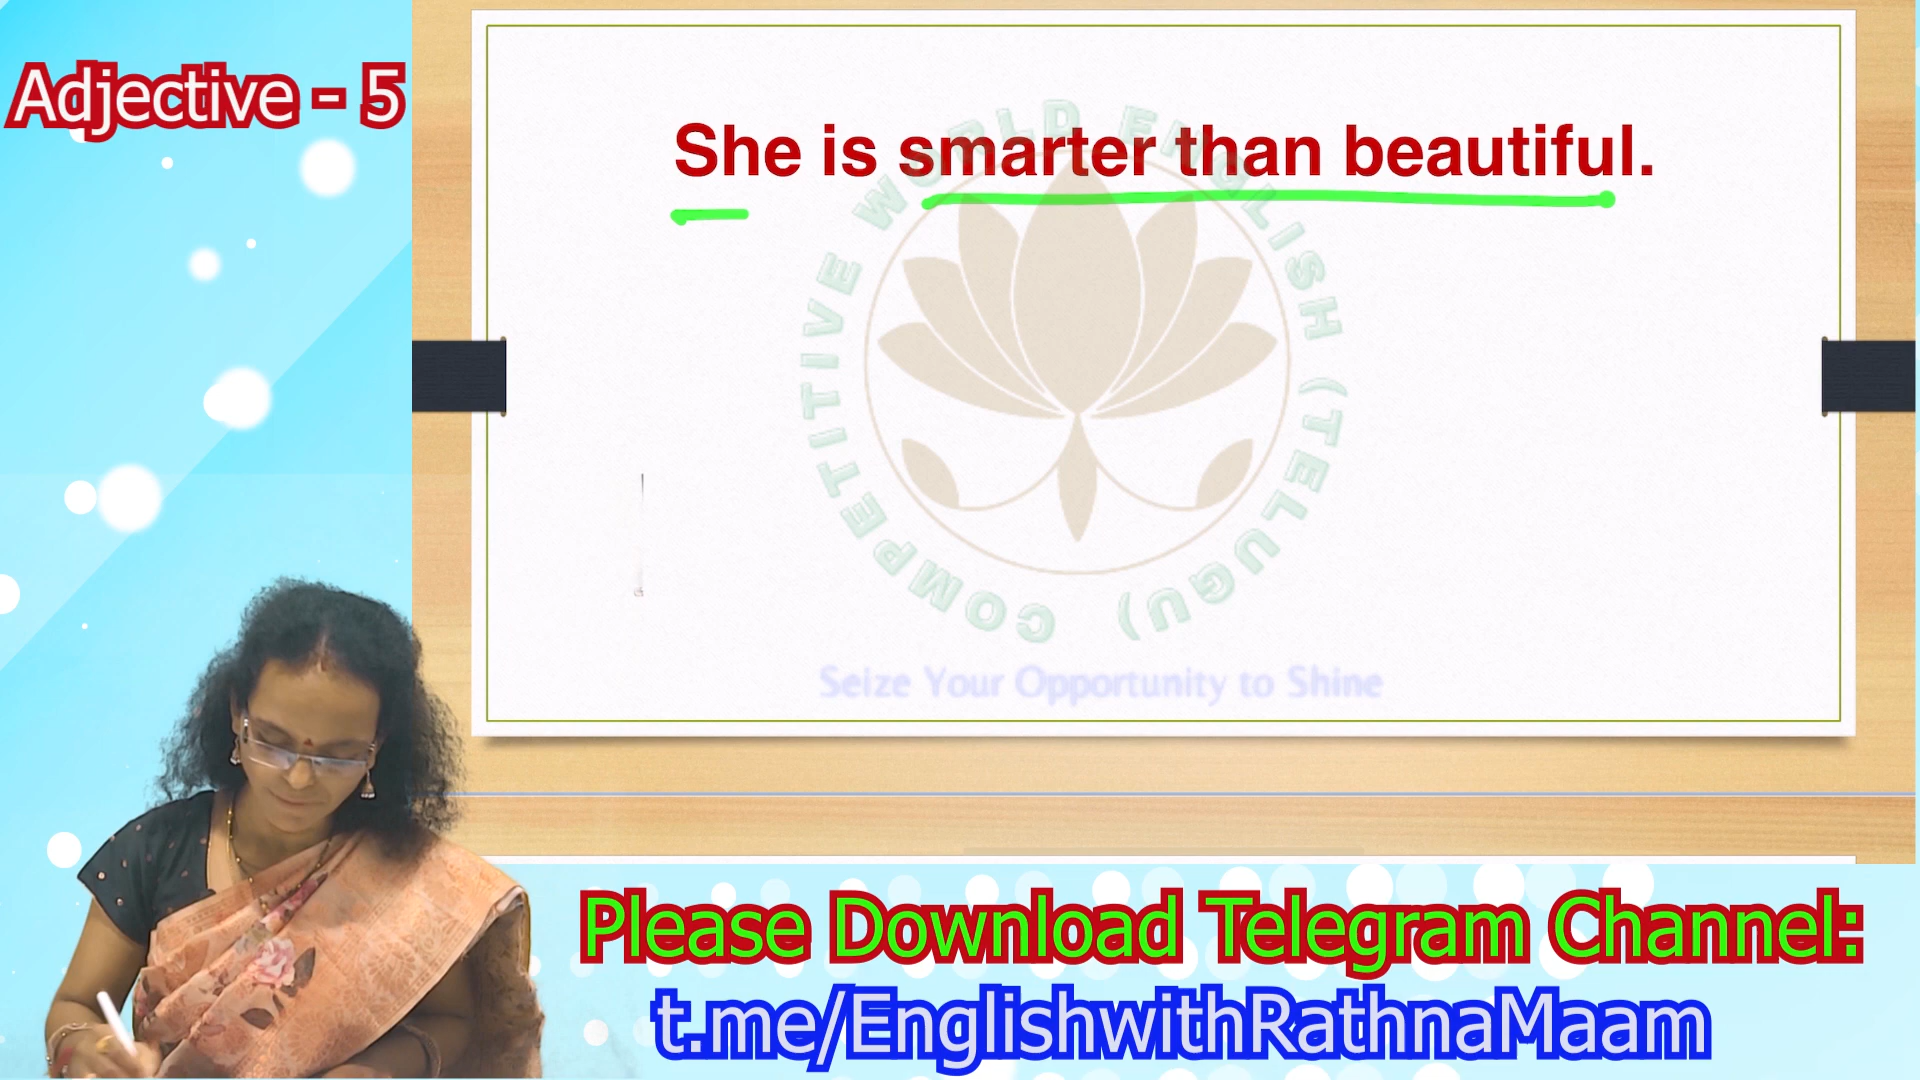 Adjective - 5
She is smarter than beautiful.
COMPETITIVE WORLD ENGLISH (TELUGU)
Seize Your Opportunity to Shine
Please Download Telegram Channel:
t.me/EnglishwithRathnaMaam